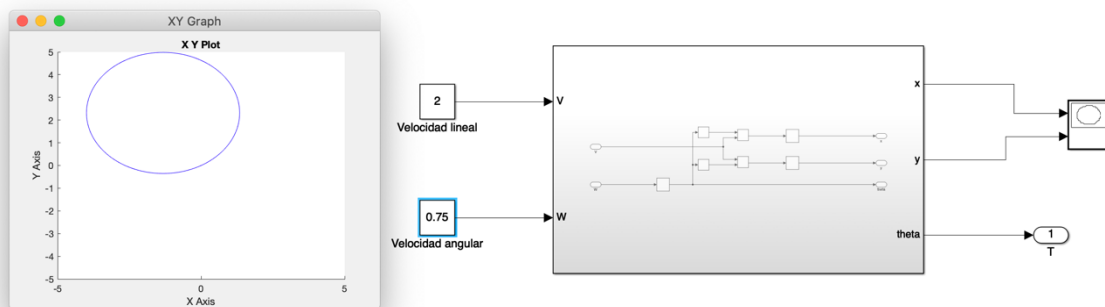 XY Graph
X Y Plot
5
4
3
2
1
0
-1
-2
-3
-4
-5
Y Axis
-5
0
5
X Axis
2
Velocidad lineal
0.75
Velocidad angular
V
W
x
y
theta
1
T